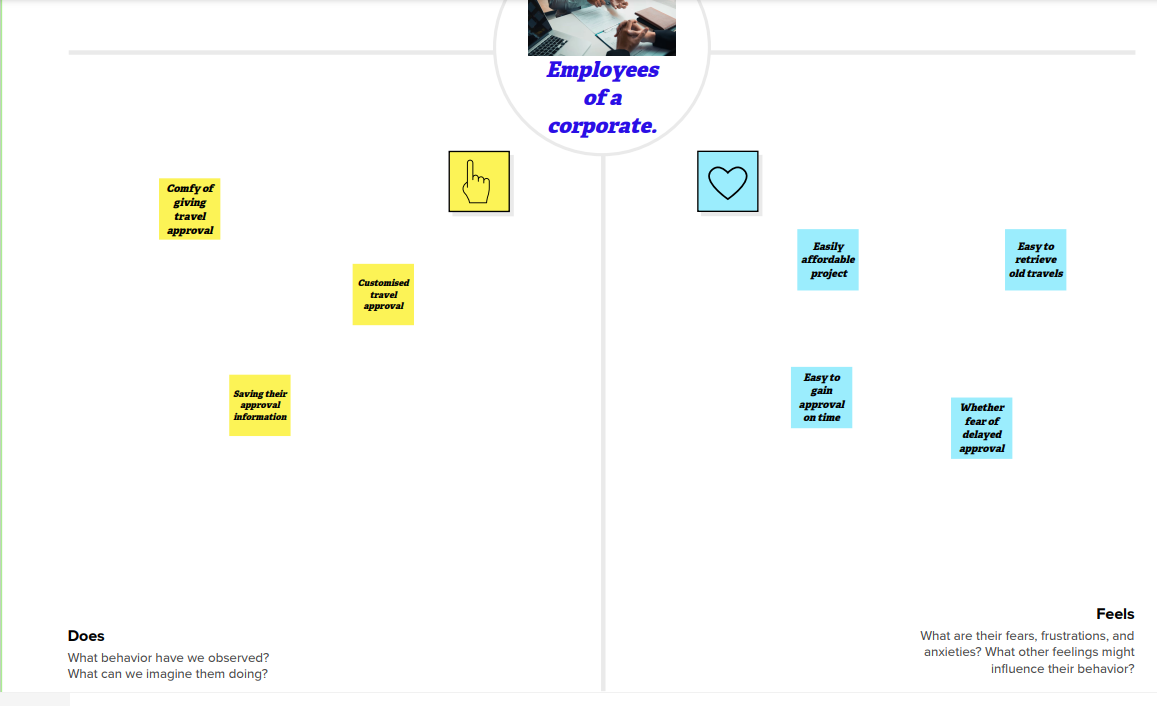 Employees
of a
corporate.
Comfy of
giving
travel
approval
Customised
travel
approval
Saving their
approval
information
Easily
affordable
project
Easy to
retrieve
old travels
Easy to
gain
approval
on time
Whether
fear of
delayed
approval
Does
What behavior have we observed?
What can we imagine them doing?
Feels
What are their fears, frustrations, and
anxieties? What other feelings might
influence their behavior?